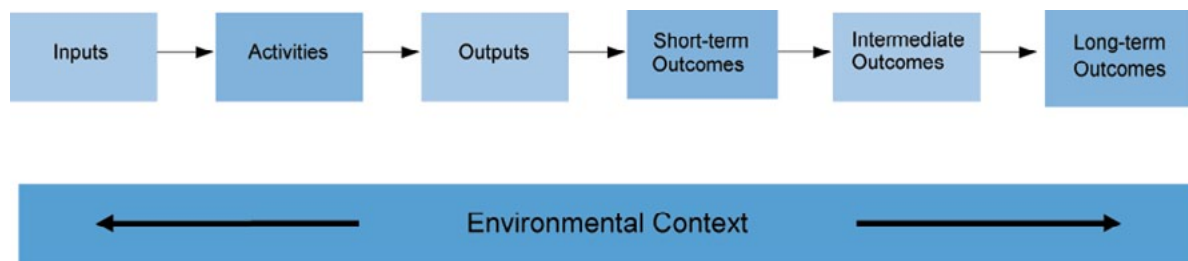 Inputs
Activities
Outputs
Short-term
Outcomes
Intermediate
Outcomes
Long-term
Outcomes
Environmental Context